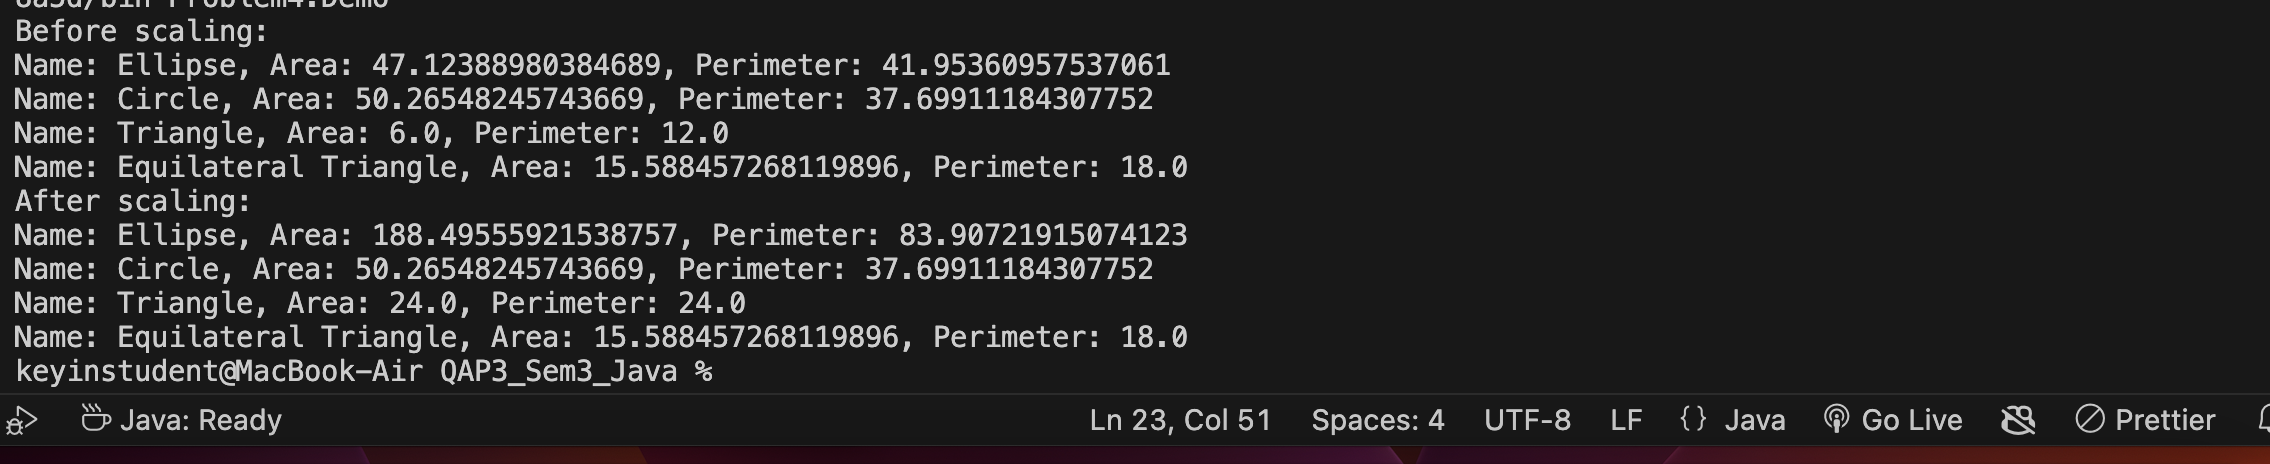 8a5d/bin Problem4.Demo
Before scaling:
Name: Ellipse, Area: 47.12388980384689, Perimeter: 41.95360957537061
Name: Circle, Area: 50.26548245743669, Perimeter: 37.69911184307752
Name: Triangle, Area: 6.0, Perimeter: 12.0
Name: Equilateral Triangle, Area: 15.588457268119896, Perimeter: 18.0
After scaling:
Name: Ellipse, Area: 188.49555921538757, Perimeter: 83.90721915074123
Name: Circle, Area: 50.26548245743669, Perimeter: 37.69911184307752
Name: Triangle, Area: 24.0, Perimeter: 24.0
Name: Equilateral Triangle, Area: 15.588457268119896, Perimeter: 18.0
keyinstudent@MacBook-Air QAP3_Sem3_Java %
Java: Ready Ln 23, Col 51 Spaces: 4 UTF-8 LF {} Java Go Live Prettier